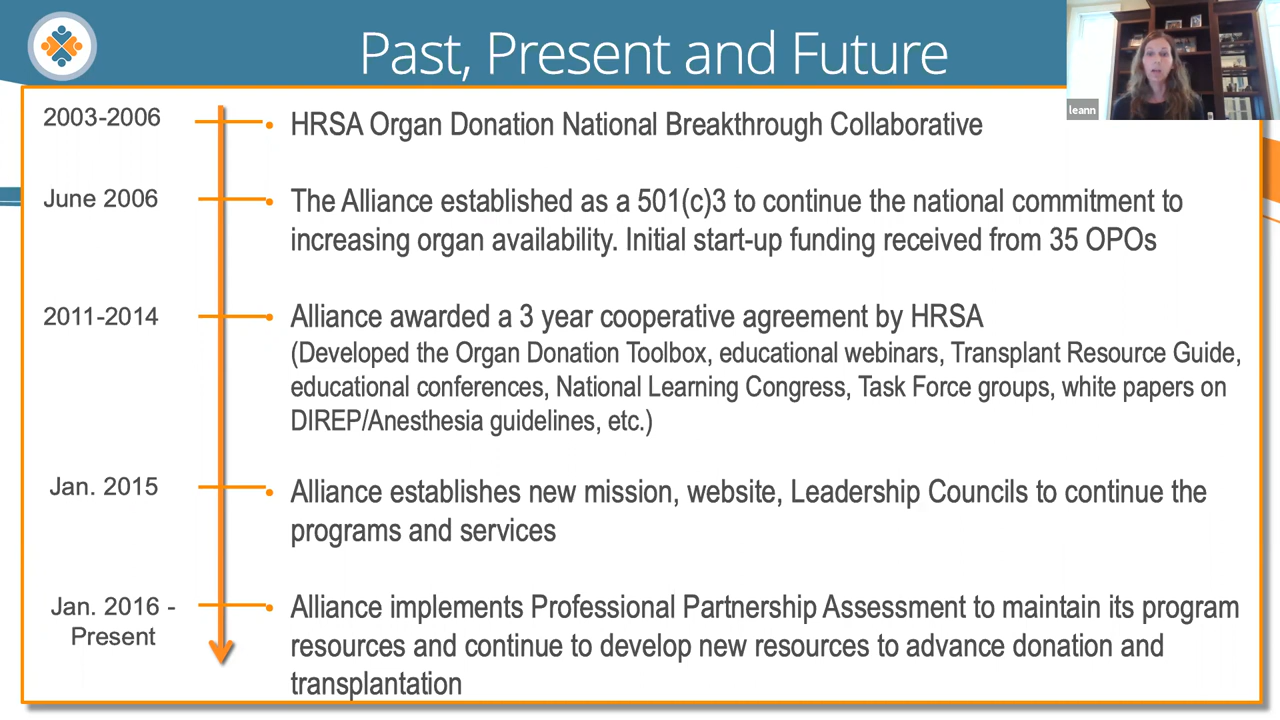 Past, Present and Future
leann
2003-2006
HRSA Organ Donation National Breakthrough Collaborative
June 2006
The Alliance established as a 501(c)3 to continue the national commitment to
increasing organ availability. Initial start-up funding received from 35 OPOs
2011-2014
Alliance awarded a 3 year cooperative agreement by HRSA
(Developed the Organ Donation Toolbox, educational webinars, Transplant Resource Guide,
educational conferences, National Learning Congress, Task Force groups, white papers on
DIREP/Anesthesia guidelines, etc.)
Jan. 2015
Alliance establishes new mission, website, Leadership Councils to continue the
programs and services
Jan. 2016 -
Present
Alliance implements Professional Partnership Assessment to maintain its program
resources and continue to develop new resources to advance donation and
transplantation